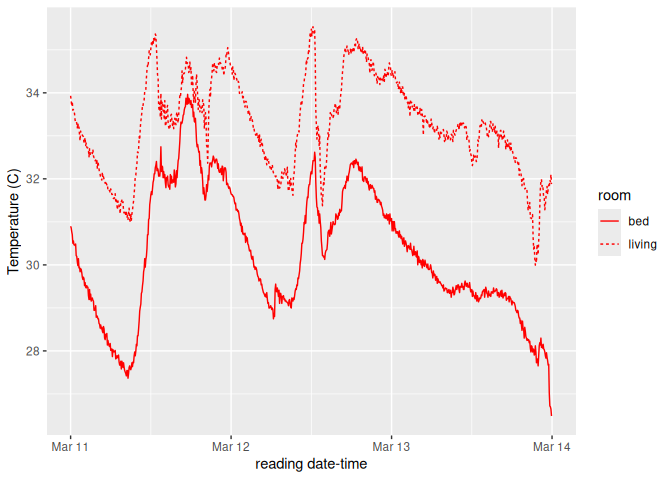 34
32
30
28
Temperature (C)
Mar 11
Mar 12
Mar 13
Mar 14
reading date-time
room
bed
living